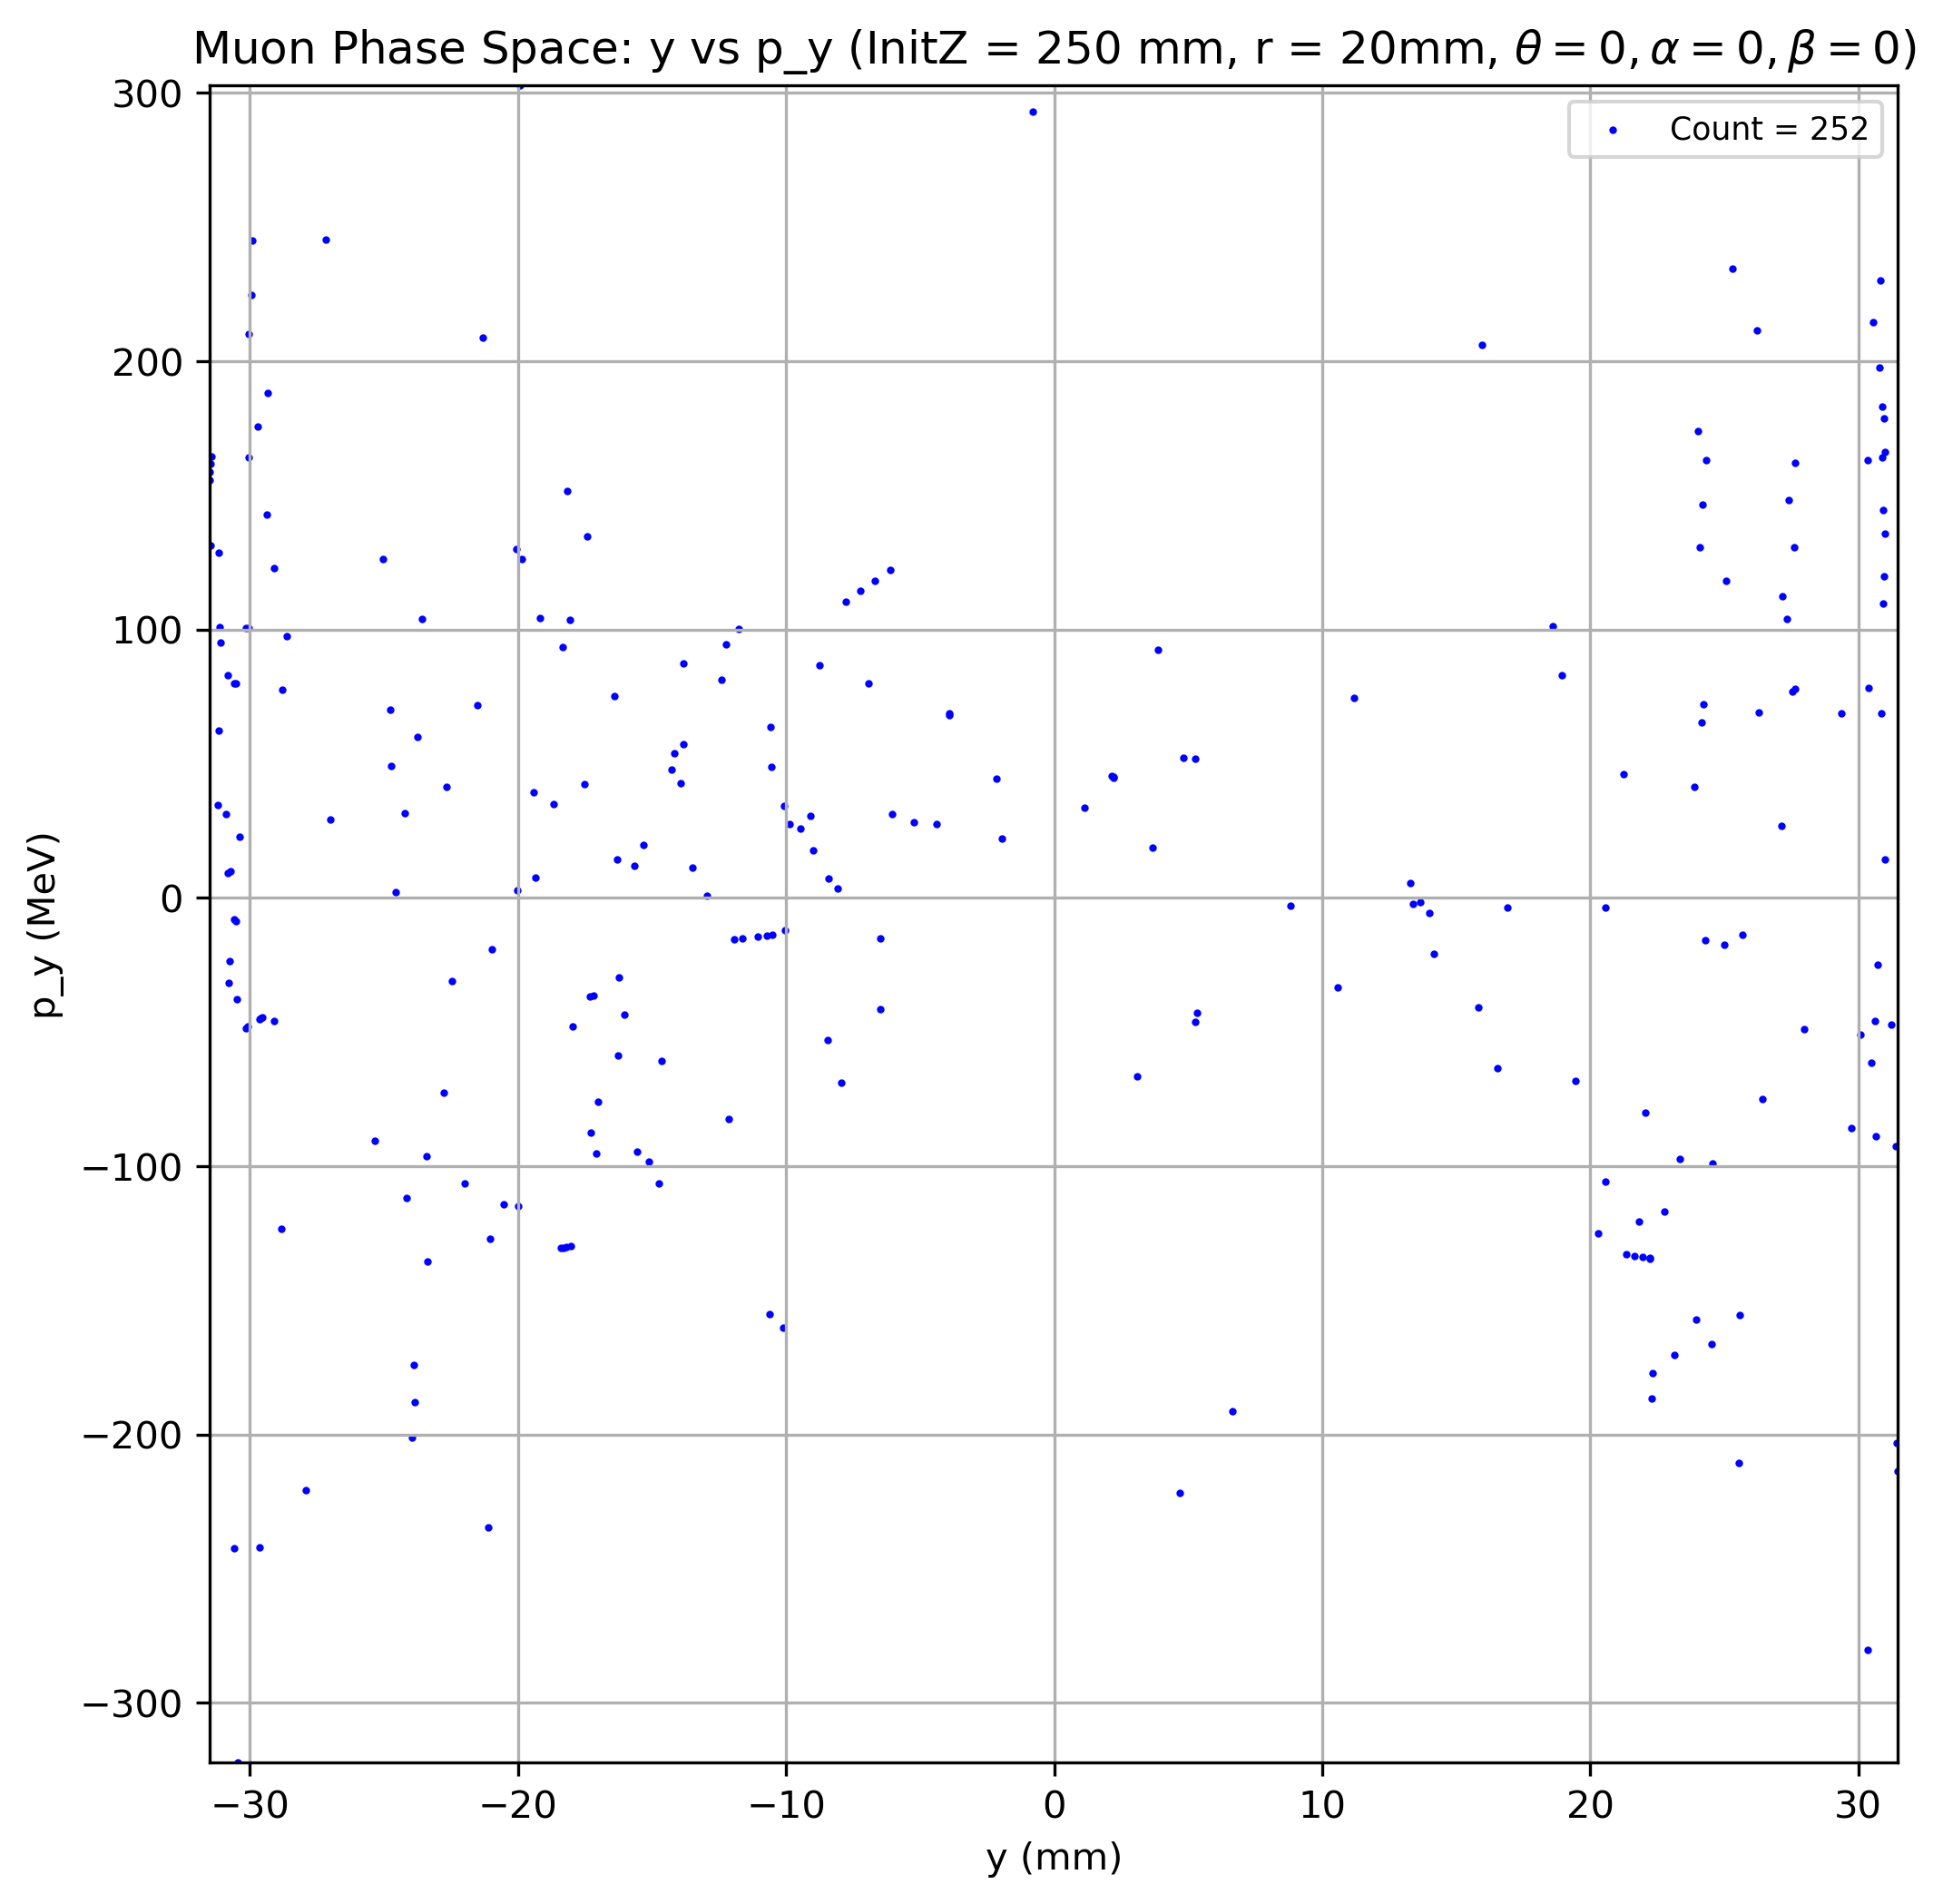 Muon Phase Space: y vs p_y (InitZ = 250 mm, r = 20mm, θ = 0, α = 0, β = 0)
Count = 252
300
200
100
0
−100
−200
−300
p_y (MeV)
−30 −20 −10 0 10 20 30
y (mm)